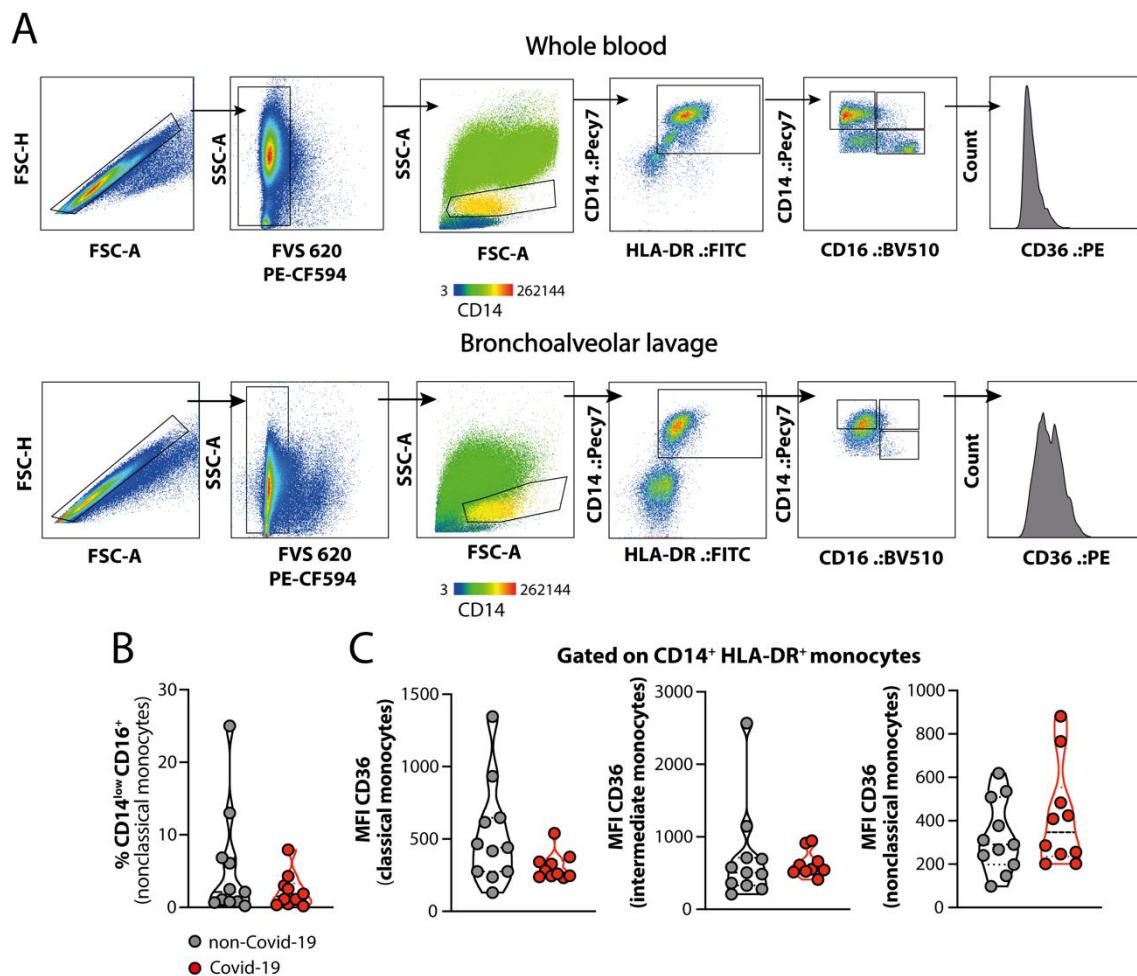 A
Whole blood
FSC-H
FSC-A
SSC-A
FVS 620
PE-CF594
SSC-A
FSC-A
3 262144
CD14
CD14 .:Pecy7
HLA-DR .:FITC
CD14 .:Pecy7
CD16 .:BV510
Count
CD36 .:PE
Bronchoalveolar lavage
FSC-H
FSC-A
SSC-A
FVS 620
PE-CF594
SSC-A
FSC-A
3 262144
CD14
CD14 .:Pecy7
HLA-DR .:FITC
CD14 .:Pecy7
CD16 .:BV510
Count
CD36 .:PE
B
% CD14low CD16+
(nonclassical monocytes)
30
20
10
0
non-Covid-19
Covid-19
C
Gated on CD14+ HLA-DR+ monocytes
MFI CD36
(classical monocytes)
1500
1000
500
0
MFI CD36
(intermediate monocytes)
3000
2000
1000
0
MFI CD36
(nonclassical monocytes)
1000
800
600
400
200
0